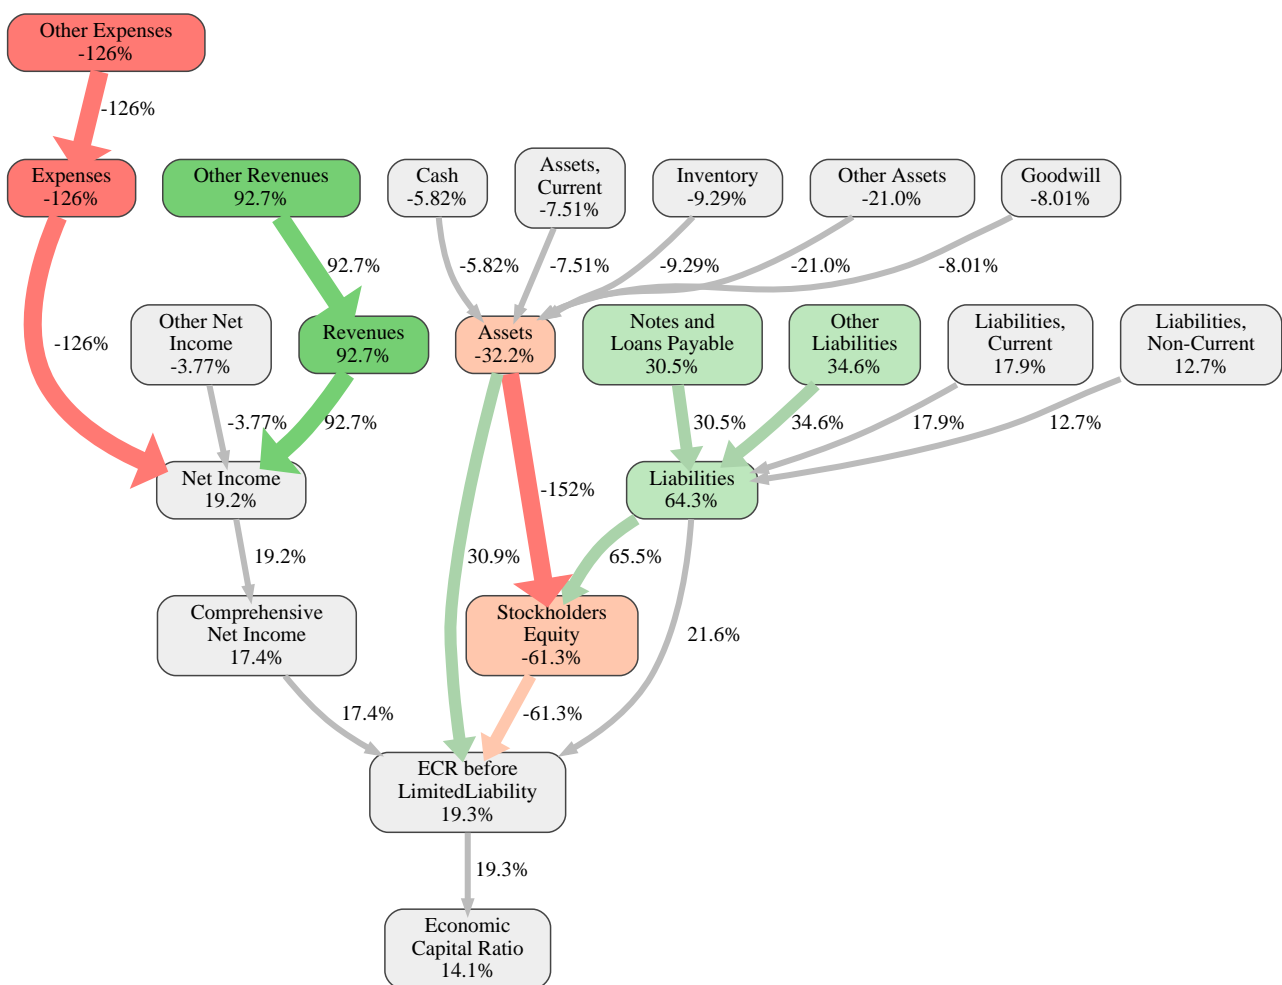 Other Expenses
-126%
-126%
Expenses
-126%
Other Revenues
92.7%
Cash
-5.82%
Assets,
Current
-7.51%
Inventory
-9.29%
Other Assets
-21.0%
Goodwill
-8.01%
92.7%
-5.82%
-7.51%
-9.29%
-21.0%
-8.01%
-126%
Other Net
Income
-3.77%
Revenues
92.7%
Assets
-32.2%
Notes and
Loans Payable
30.5%
Other
Liabilities
34.6%
Liabilities,
Current
17.9%
Liabilities,
Non-Current
12.7%
-3.77%
92.7%
30.5%
34.6%
17.9%
12.7%
Net Income
19.2%
-152%
Liabilities
64.3%
19.2%
30.9%
65.5%
Comprehensive
Net Income
17.4%
Stockholders
Equity
-61.3%
21.6%
17.4%
-61.3%
ECR before
LimitedLiability
19.3%
19.3%
Economic
Capital Ratio
14.1%